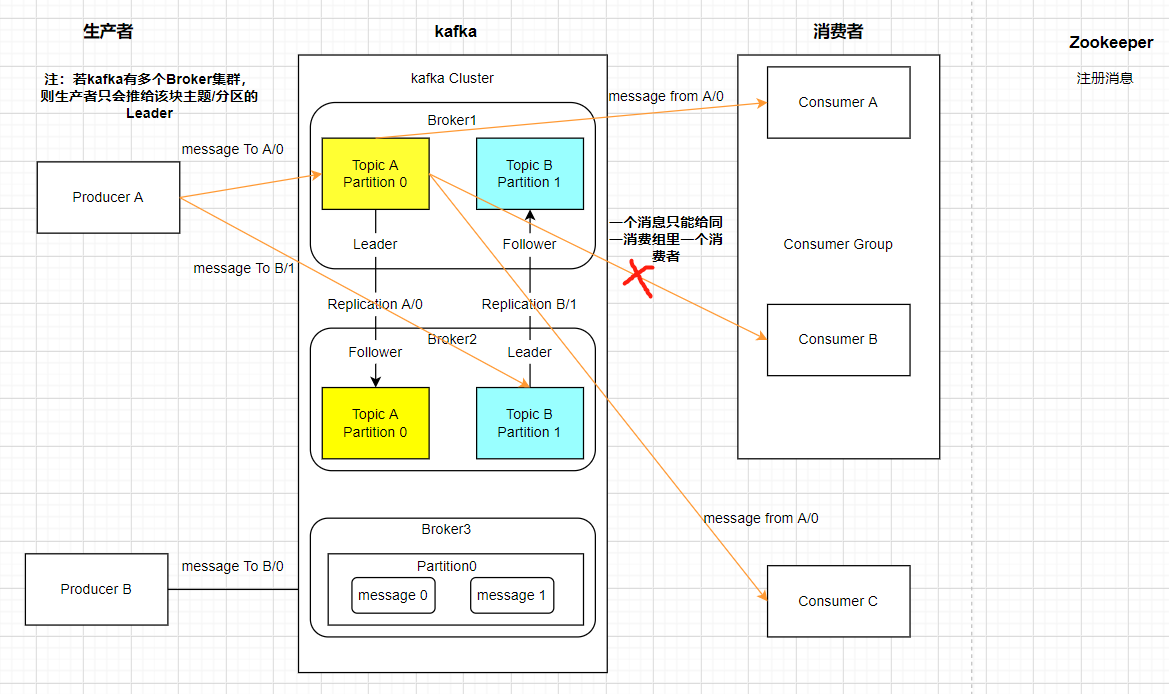 生产者
kafka
消费者
Zookeeper
注：若kafka有多个Broker集群，
则生产者只会推给该块主题/分区的
Leader
kafka Cluster
注册消息
message from A/0
Consumer A
Broker1
message To A/0
Topic A
Partition 0
Topic B
Partition 1
Producer A
一个消息只能给同
一消费组里一个消
费者
Leader
Follower
Consumer Group
message To B/1
Replication A/0
Replication B/1
Broker2
Consumer B
Follower
Leader
Topic A
Partition 0
Topic B
Partition 1
message from A/0
Broker3
message To B/0
Partition0
Producer B
message 0
message 1
Consumer C